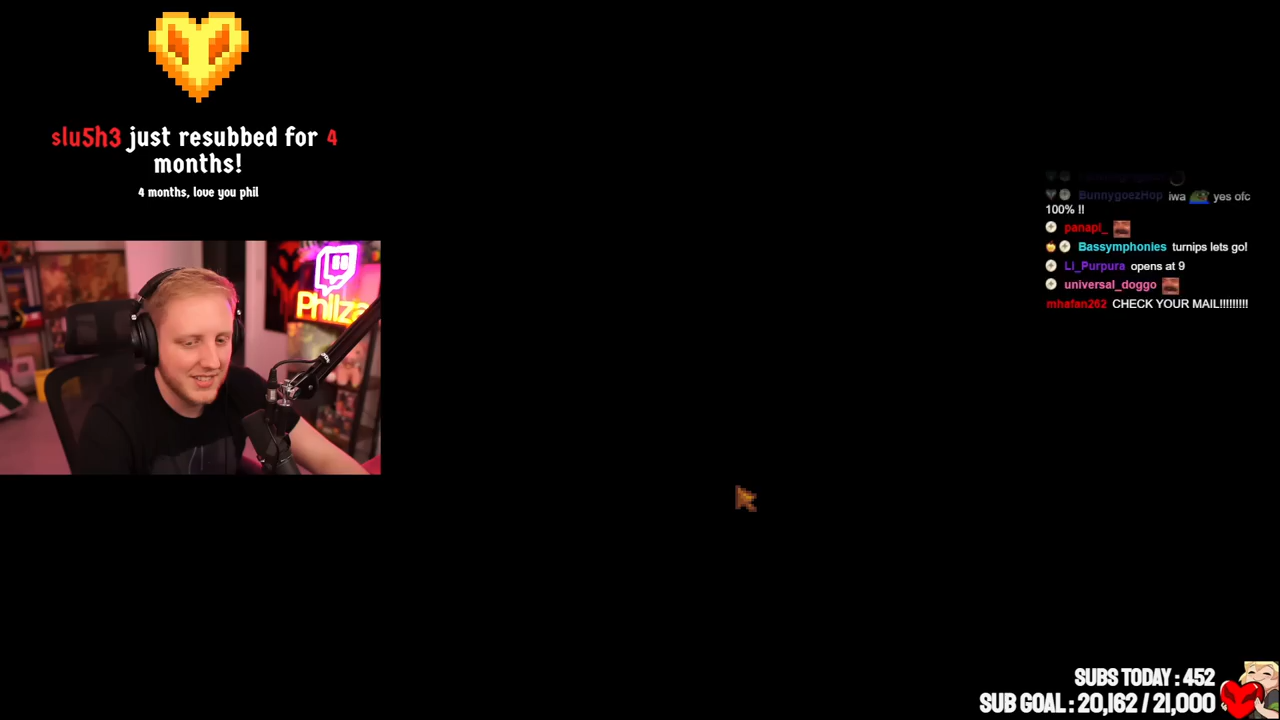 slu5h3 just resubbed for 4
months!
4 months, love you phil
Philza
BunnygoezHop iwa yes ofc
100% !!
panapi_
Bassymphonies turnips lets go!
Li_Purpura opens at 9
universal_doggo
mhafan262 CHECK YOUR MAIL!!!!!!!!!
SUBS TODAY : 452
SUB GOAL : 20,162 / 21,000